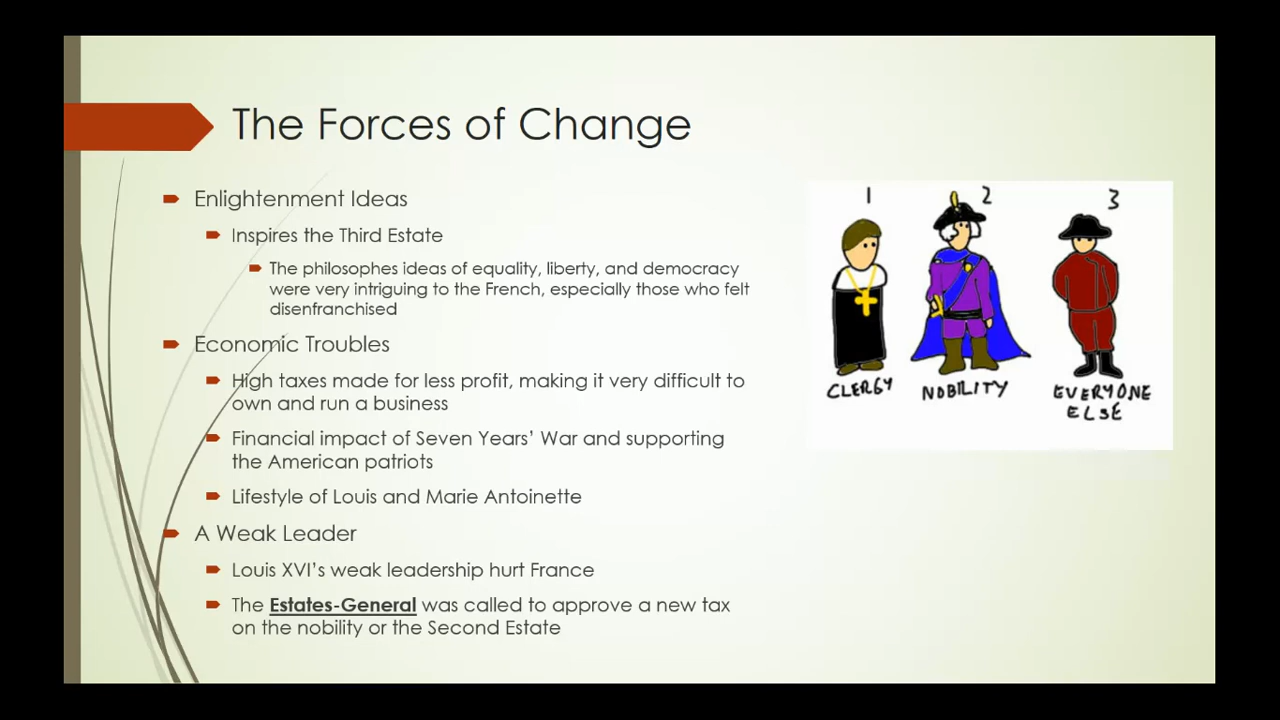 The Forces of Change
Enlightenment Ideas
Inspires the Third Estate
The philosophes ideas of equality, liberty, and democracy
were very intriguing to the French, especially those who felt
disenfranchised
Economic Troubles
High taxes made for less profit, making it very difficult to
own and run a business
Financial impact of Seven Years' War and supporting
the American patriots
Lifestyle of Louis and Marie Antoinette
A Weak Leader
Louis XVI's weak leadership hurt France
The Estates-General was called to approve a new tax
on the nobility or the Second Estate
1 2 3
CLERGY NOBILITY EVERYONE
ELSE